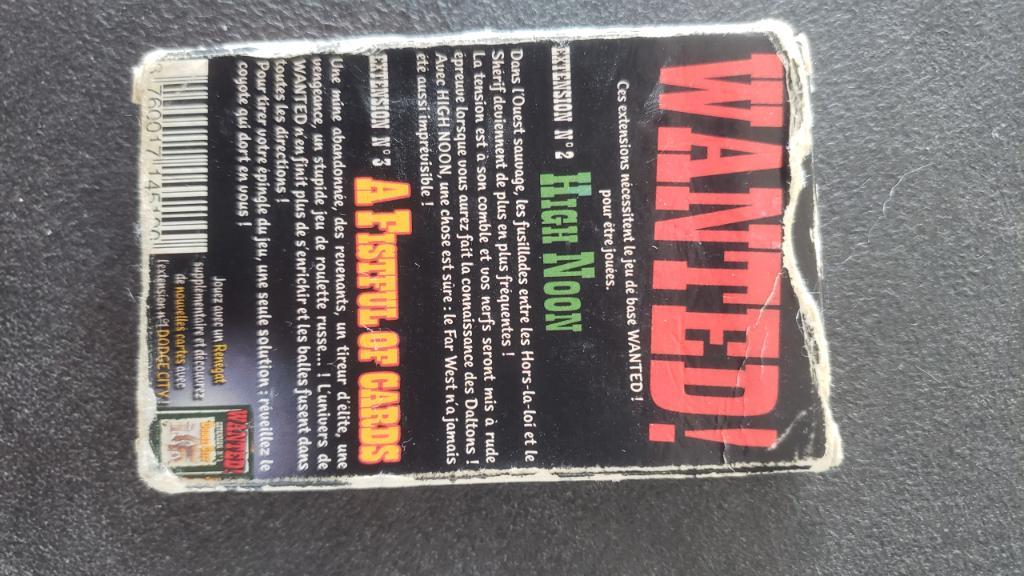 WANTED!
Ces extensions nécessitent le jeu de base WANTED !
pour être jouées.
EXTENSION N°2 HIGH NOON
Dans l'Ouest sauvage, les fusillades entre les Hors-la-loi et le
Shérif deviennent de plus en plus fréquentes !
La tension est à son comble et vos nerfs seront mis à rude
épreuve lorsque vous aurez fait la connaissance des Daltons !
Avec HIGH NOON, une chose est sûre : le Far West n'a jamais
été aussi imprévisible !
EXTENSION N°3 A FISTFUL OF CARDS
Une mine abandonnée, des revenants, un tireur d'élite, une
vengeance, un stupide jeu de roulette russe... ! L'univers de
WANTED n'en finit plus de s'enrichir et les balles fusent dans
toutes les directions !
Pour tirer votre épingle du jeu, une seule solution : réveillez le
coyote qui dort en vous !
Jouez avec un Renégat
supplémentaire et découvrez
de nouvelles cartes avec
l'extension DODGE CITY
WANTED!